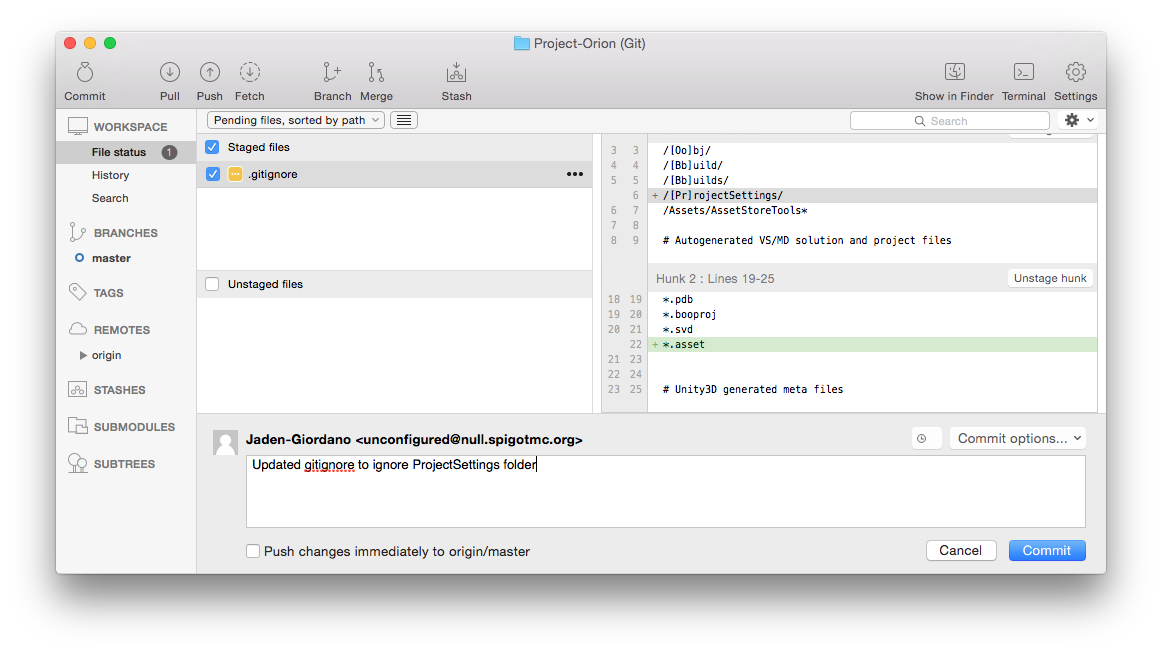 Project-Orion (Git)
Commit Pull Push Fetch Branch Merge Stash Show in Finder Terminal Settings
WORKSPACE
File status 1
History
Search
BRANCHES
master
TAGS
REMOTES
origin
STASHES
SUBMODULES
SUBTREES
Pending files, sorted by path
Search
Staged files
.gitignore
Unstaged files
3 3 /[Oo]bj/
4 4 /[Bb]uild/
5 5 /[Bb]uilds/
6 + /[Pr]rojectSettings/
6 7 /Assets/AssetStoreTools*
7 8
8 9 # Autogenerated VS/MD solution and project files
Hunk 2 : Lines 19-25 Unstage hunk
18 19 *.pdb
19 20 *.booproj
20 21 *.svd
22 + *.asset
21 23
22 24
23 25 # Unity3D generated meta files
Jaden-Giordano <unconfigured@null.spigotmc.org>
Commit options...
Updated gitignore to ignore ProjectSettings folder
Push changes immediately to origin/master
Cancel Commit